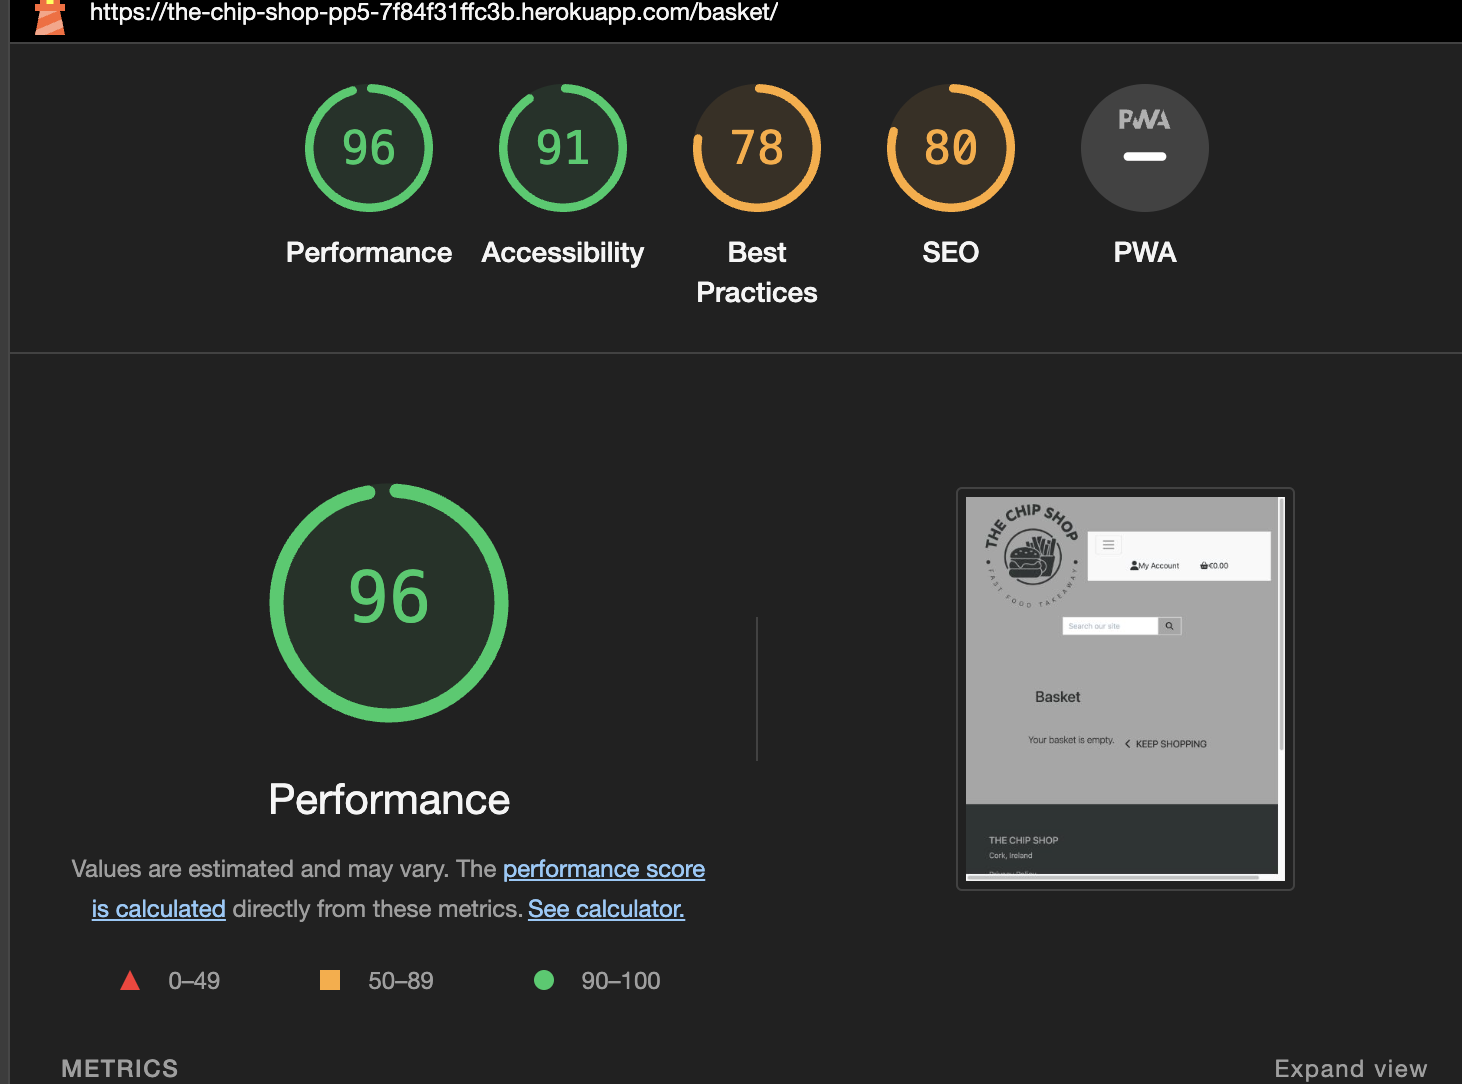 https://the-chip-shop-pp5-7f84f31ffc3b.herokuapp.com/basket/
96
91
78
80
PWA
Performance
Accessibility
Best
Practices
SEO
PWA
96
Performance
Values are estimated and may vary. The performance score
is calculated directly from these metrics. See calculator.
0–49
50–89
90–100
THE CHIP SHOP
FAST FOOD TAKEAWAY
My Account
€0.00
Search our site
Basket
Your basket is empty.
KEEP SHOPPING
THE CHIP SHOP
Cork, Ireland
Privacy Policy
METRICS
Expand view